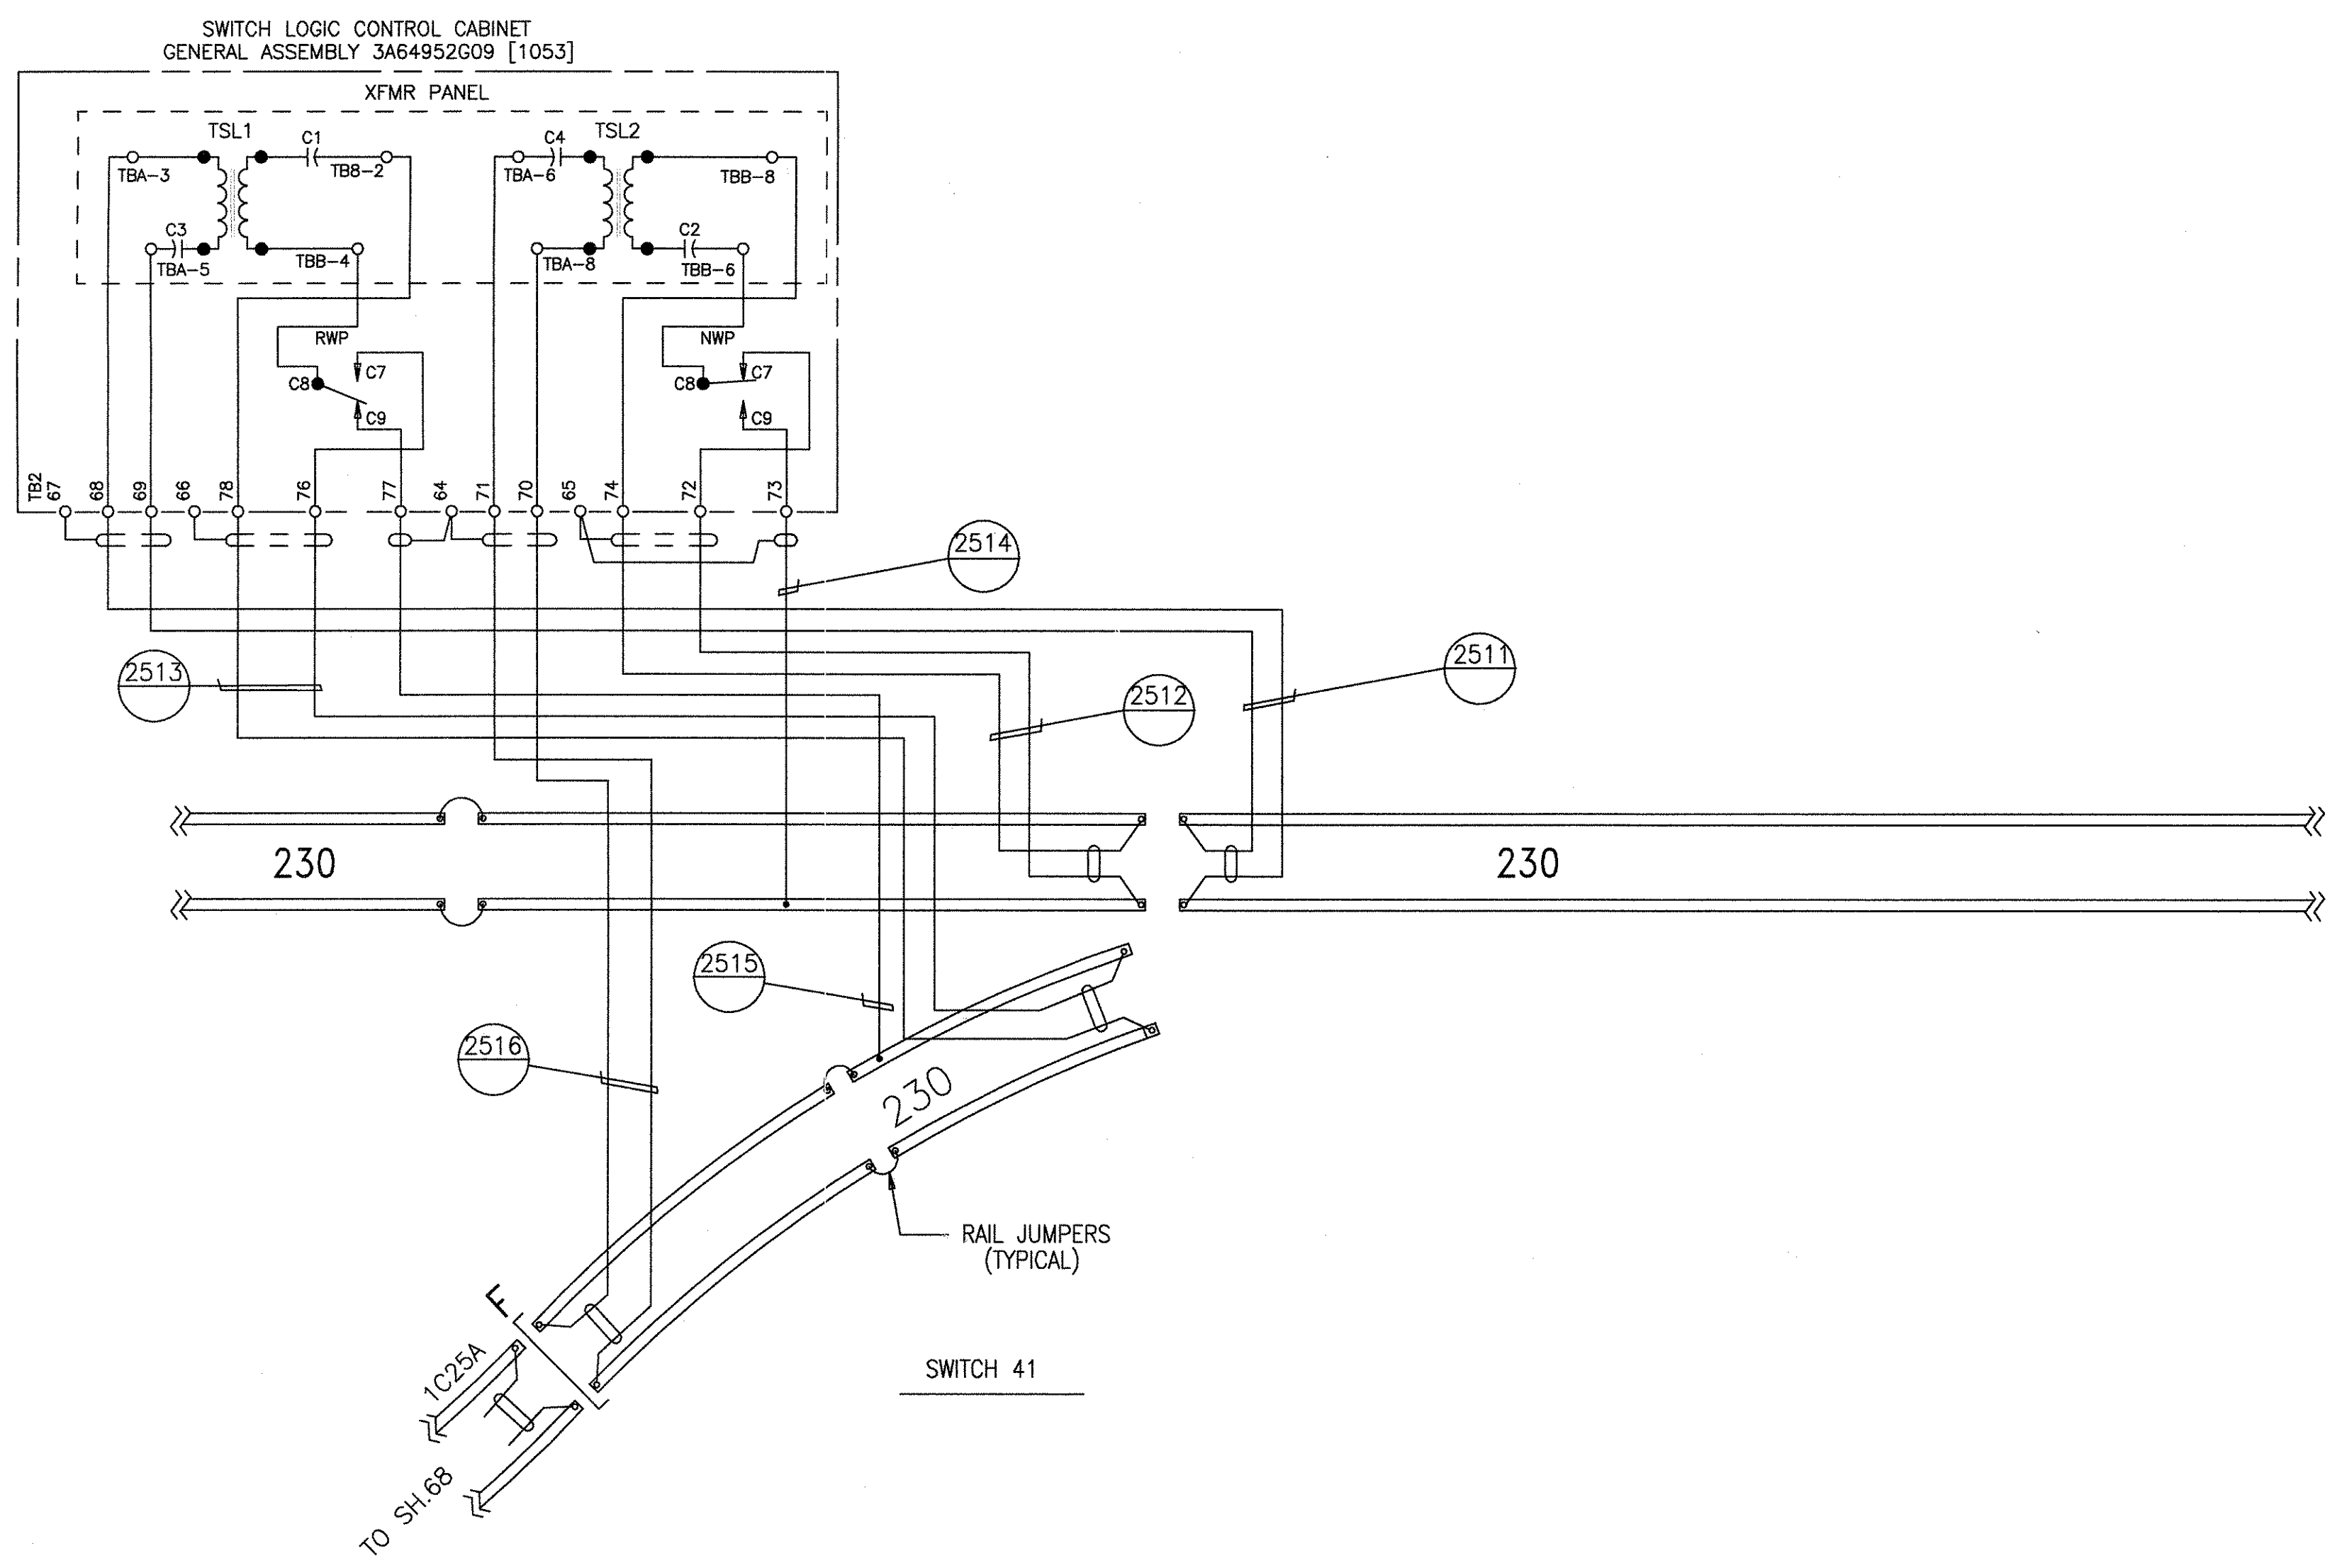 SWITCH LOGIC CONTROL CABINET
GENERAL ASSEMBLY 3A64952G09 [1053]
XFMR PANEL
TSL1
TSL2
C1
C4
TBA-3
TB8-2
TBA-6
TBB-8
C3
C2
TBA-5
TBB-4
TBA-8
TBB-6
RWP
NWP
C8
C7
C9
C8
C7
C9
TB2
67
68
69
66
78
76
77
64
71
70
65
74
72
73
2514
2513
2512
2511
230
230
2515
2516
230
RAIL JUMPERS
(TYPICAL)
F
1C25A
TO SH.68
SWITCH 41